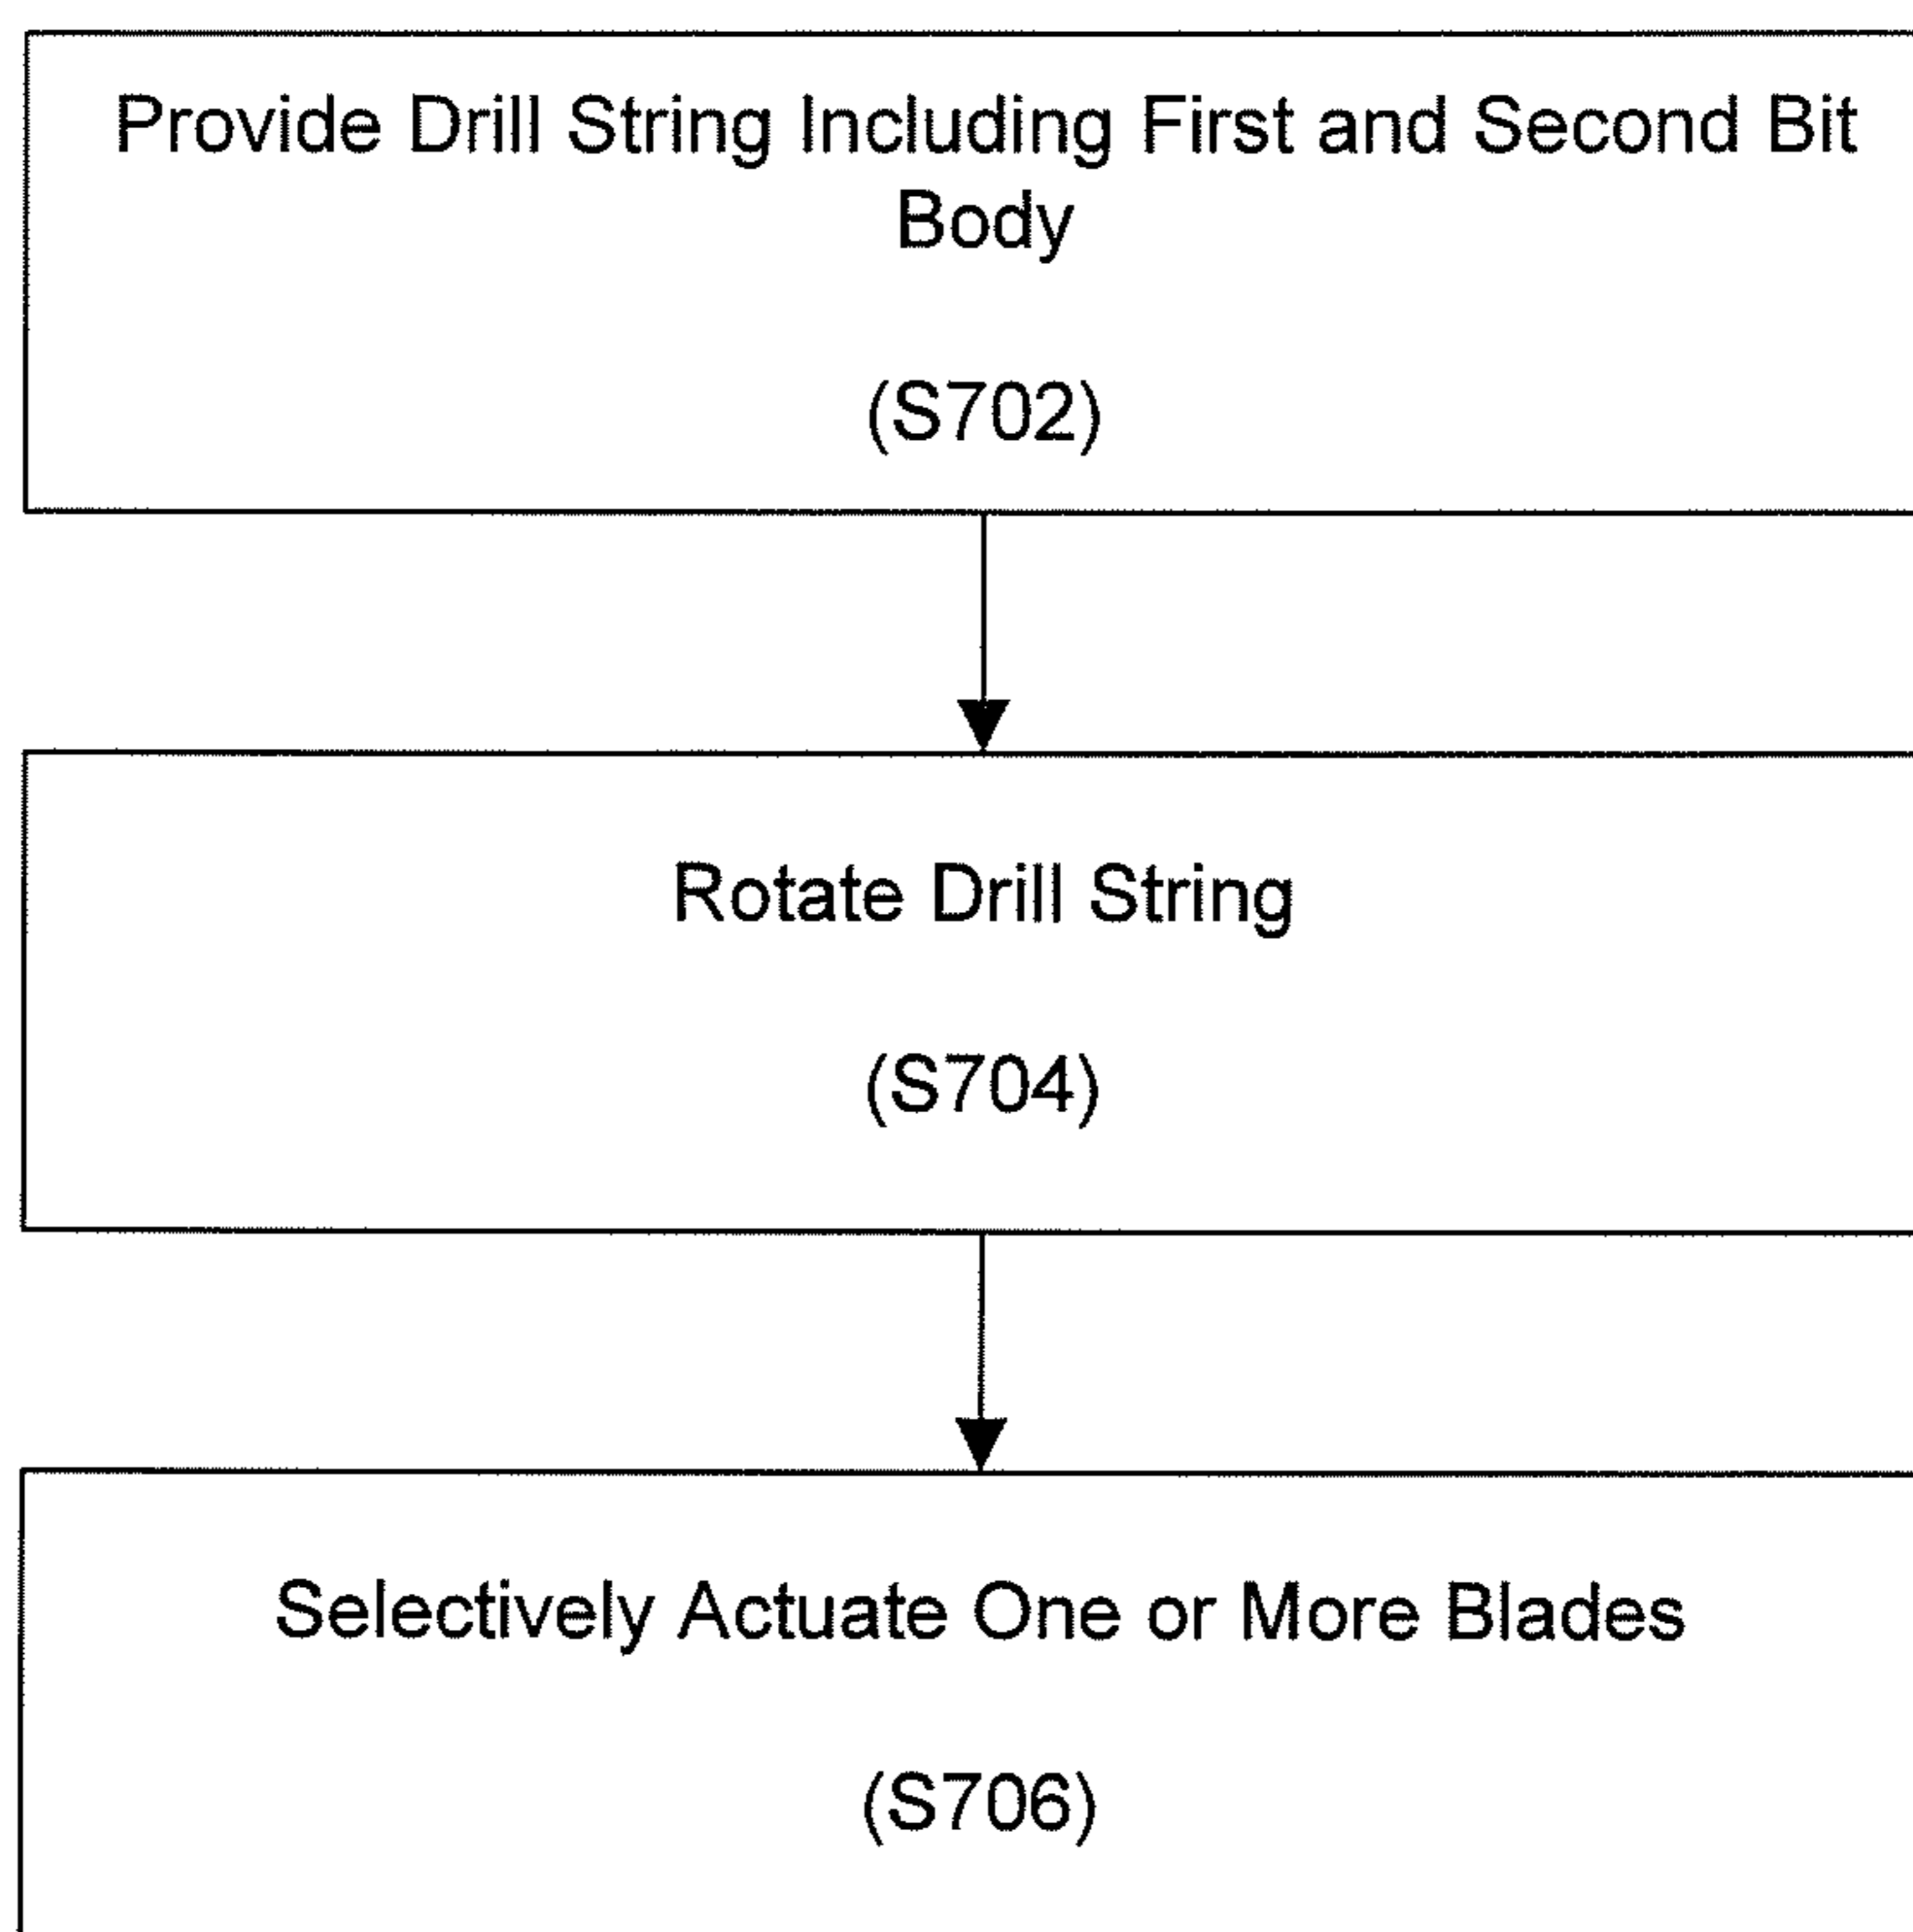 Provide Drill String Including First and Second Bit
Body
(S702)
Rotate Drill String
(S704)
Selectively Actuate One or More Blades
(S706)